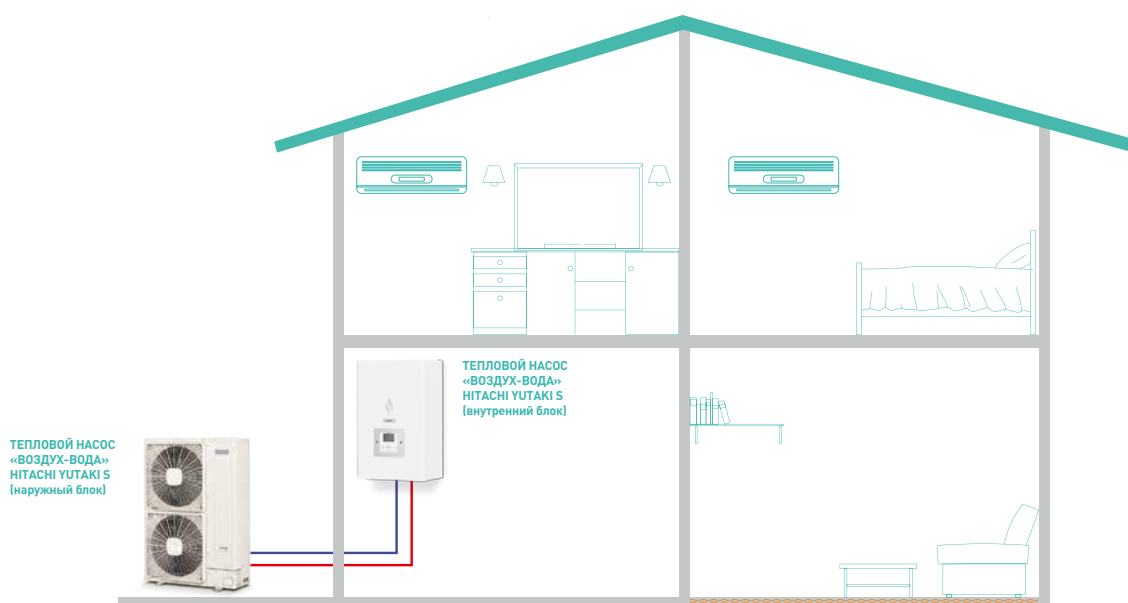 ТЕПЛОВОЙ НАСОС
«ВОЗДУХ-ВОДА»
HITACHI YUTAKI S
(внутренний блок)
ТЕПЛОВОЙ НАСОС
«ВОЗДУХ-ВОДА»
HITACHI YUTAKI S
(наружный блок)